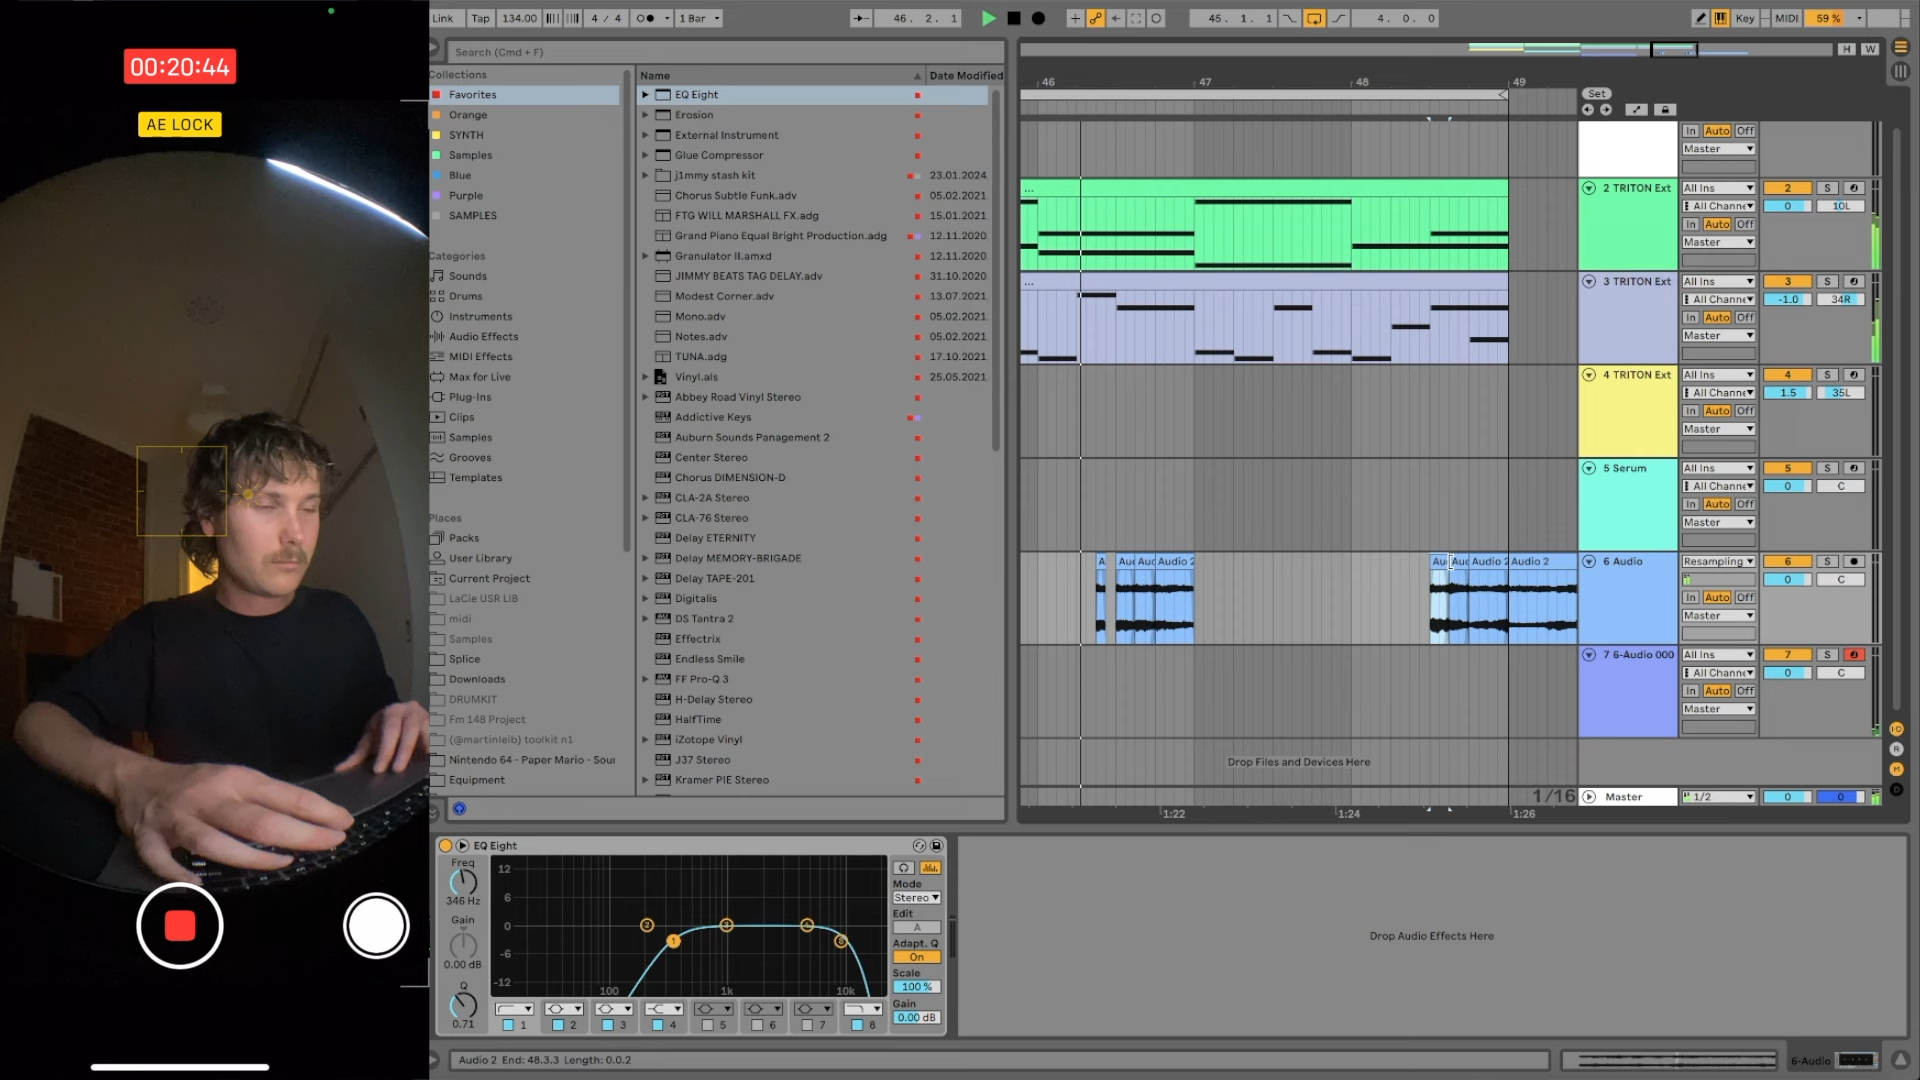 00:20:44
AE LOCK
Link
Tap
134.00
4 / 4
1 Bar
46. 2. 1
45. 1. 1
4. 0. 0
Key
MIDI
59 %
Search (Cmd + F)
H
W
Collections
Favorites
Orange
SYNTH
Samples
Blue
Purple
SAMPLES
Categories
Sounds
Drums
Instruments
Audio Effects
MIDI Effects
Max for Live
Plug-Ins
Clips
Samples
Grooves
Templates
Places
Packs
User Library
Current Project
LaCie USR LIB
midi
Samples
Splice
Downloads
DRUMKIT
Fm 148 Project
(@martinleib) toolkit n1
Nintendo 64 - Paper Mario - Sou
Equipment
Name
Date Modified
EQ Eight
Erosion
External Instrument
Glue Compressor
j1mmy stash kit
23.01.2024
Chorus Subtle Funk.adv
05.02.2021
FTG WILL MARSHALL FX.adg
15.01.2021
Grand Piano Equal Bright Production.adg
12.11.2020
Granulator II.amxd
12.11.2020
JIMMY BEATS TAG DELAY.adv
31.10.2020
Modest Corner.adv
13.07.2021
Mono.adv
05.02.2021
Notes.adv
05.02.2021
TUNA.adg
17.10.2021
Vinyl.als
25.05.2021
Abbey Road Vinyl Stereo
Addictive Keys
Auburn Sounds Panagement 2
Center Stereo
Chorus DIMENSION-D
CLA-2A Stereo
CLA-76 Stereo
Delay ETERNITY
Delay MEMORY-BRIGADE
Delay TAPE-201
Digitalis
DS Tantra 2
Effectrix
Endless Smile
FF Pro-Q 3
H-Delay Stereo
HalfTime
iZotope Vinyl
J37 Stereo
Kramer PIE Stereo
46
47
48
49
Set
In Auto Off
Master
2 TRITON Ext
All Ins
2
S
All Channe
0
10L
In Auto Off
Master
3 TRITON Ext
All Ins
3
S
All Channe
-1.0
34R
In Auto Off
Master
4 TRITON Ext
All Ins
4
S
All Channe
1.5
35L
In Auto Off
Master
5 Serum
All Ins
5
S
All Channe
0
C
In Auto Off
Master
A
Au
Au
Audio 2
Au
Au
Audio 2
Audio 2
6 Audio
Resampling
6
S
0
C
In Auto Off
Master
7 6-Audio 000
All Ins
7
S
All Channe
0
C
In Auto Off
Master
Drop Files and Devices Here
1/16
Master
1/2
0
0
1:22
1:24
1:26
R
M
D
EQ Eight
Freq
346 Hz
Gain
0.00 dB
Q
0.71
12
6
0
-6
-12
100
1k
10k
1
2
3
4
5
6
7
8
Mode
Stereo
Edit
A
Adapt. Q
On
Scale
100 %
Gain
0.00 dB
Drop Audio Effects Here
Audio 2 End: 48.3.3 Length: 0.0.2
6-Audio